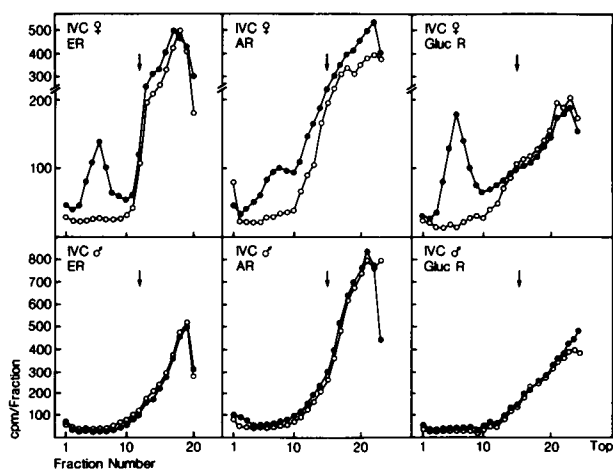 IVC ♀ ER
IVC ♀ AR
IVC ♀ Gluc R
500
400
300
200
100
IVC ♂ ER
IVC ♂ AR
IVC ♂ Gluc R
800
700
600
500
400
300
200
100
cpm/Fraction
1 10 20
1 10 20
1 10 20 Top
Fraction Number